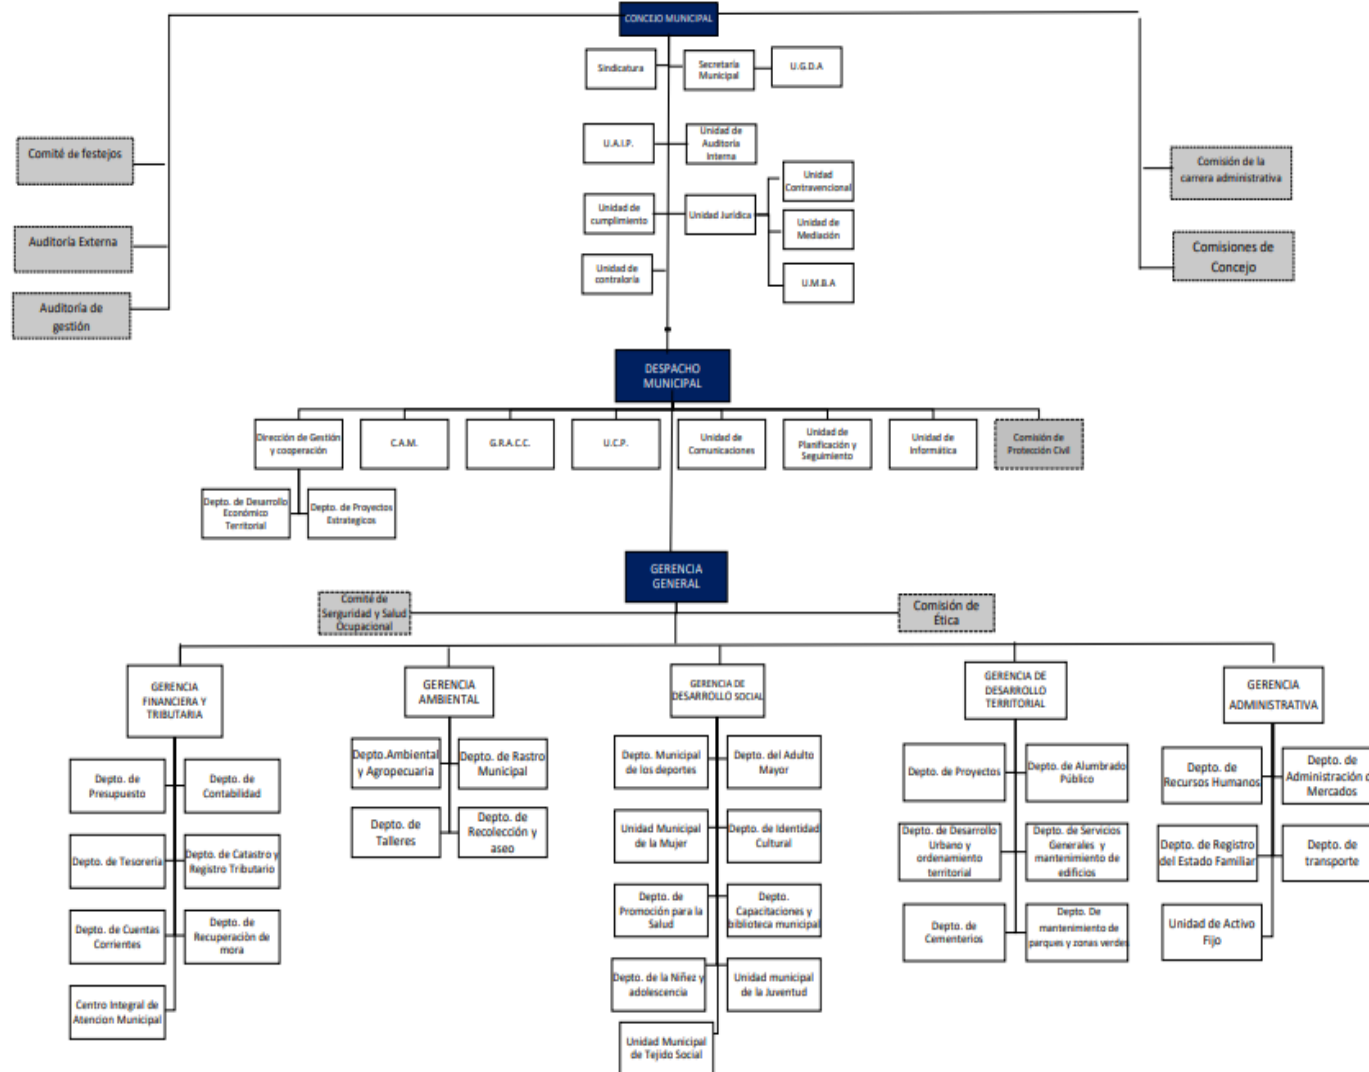 CONCEJO MUNICIPAL
Sindicatura
Secretaría
Municipal
U.G.D.A
U.A.I.P.
Unidad de
Auditoría
Interna
Unidad de
cumplimiento
Unidad Jurídica
Unidad
Contravencional
Unidad de
Mediación
U.M.B.A
Unidad de
contraloría
Comité de festejos
Auditoría Externa
Auditoría de
gestión
Comisión de la
carrera administrativa
Comisiones de
Concejo
DESPACHO
MUNICIPAL
Dirección de Gestión
y cooperación
C.A.M.
G.R.A.C.C.
U.C.P.
Unidad de
Comunicaciones
Unidad de
Planificación y
Seguimiento
Unidad de
Informática
Comisión de
Protección Civil
Depto. de Desarrollo
Económico
Territorial
Depto. de Proyectos
Estrategicos
GERENCIA
GENERAL
Comité de
Serguridad y Salud
Ocupacional
Comisión de
Ética
GERENCIA
FINANCIERA Y
TRIBUTARIA
Depto. de
Presupuesto
Depto. de
Contabilidad
Depto. de Tesorería
Depto. de Catastro y
Registro Tributario
Depto. de Cuentas
Corrientes
Depto. de
Recuperaciòn de
mora
Centro Integral de
Atencion Municipal
GERENCIA
AMBIENTAL
Depto.Ambiental
y Agropecuaria
Depto. de Rastro
Municipal
Depto. de
Talleres
Depto. de
Recolección y
aseo
GERENCIA DE
DESARROLLO SOCIAL
Depto. Municipal
de los deportes
Depto. del Adulto
Mayor
Unidad Municipal
de la Mujer
Depto. de Identidad
Cultural
Depto. de
Promoción para la
Salud
Depto.
Capacitaciones y
biblioteca municipal
Depto. de la Niñez y
adolescencia
Unidad municipal
de la Juventud
Unidad Municipal
de Tejido Social
GERENCIA DE
DESARROLLO
TERRITORIAL
Depto. de Proyectos
Depto. de Alumbrado
Público
Depto. de Desarrollo
Urbano y
ordenamiento
territorial
Depto. de Servicios
Generales y
mantenimiento de
edificios
Depto. de
Cementerios
Depto. De
mantenimiento de
parques y zonas verdes
GERENCIA
ADMINISTRATIVA
Depto. de
Recursos Humanos
Depto. de
Administración d
Mercados
Depto. de Registro
del Estado Familiar
Depto. de
transporte
Unidad de Activo
Fijo